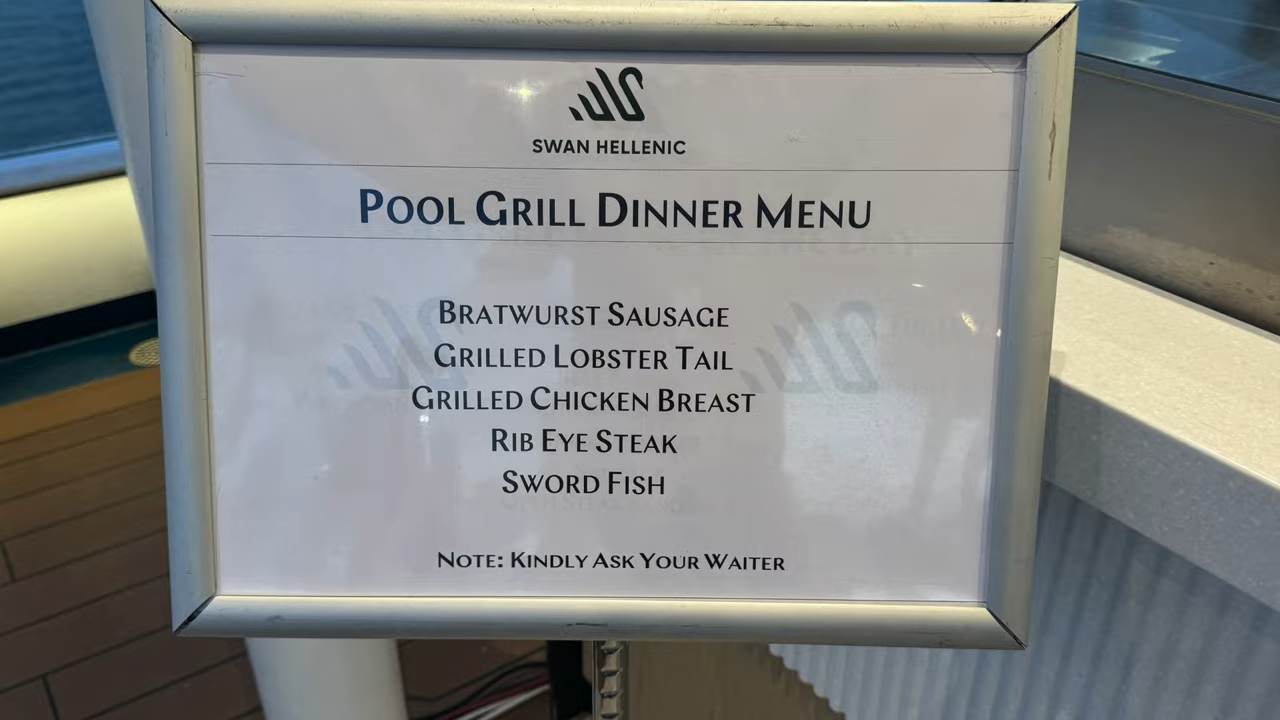 SWAN HELLENIC
POOL GRILL DINNER MENU
BRATWURST SAUSAGE
GRILLED LOBSTER TAIL
GRILLED CHICKEN BREAST
RIB EYE STEAK
SWORD FISH
NOTE: KINDLY ASK YOUR WAITER